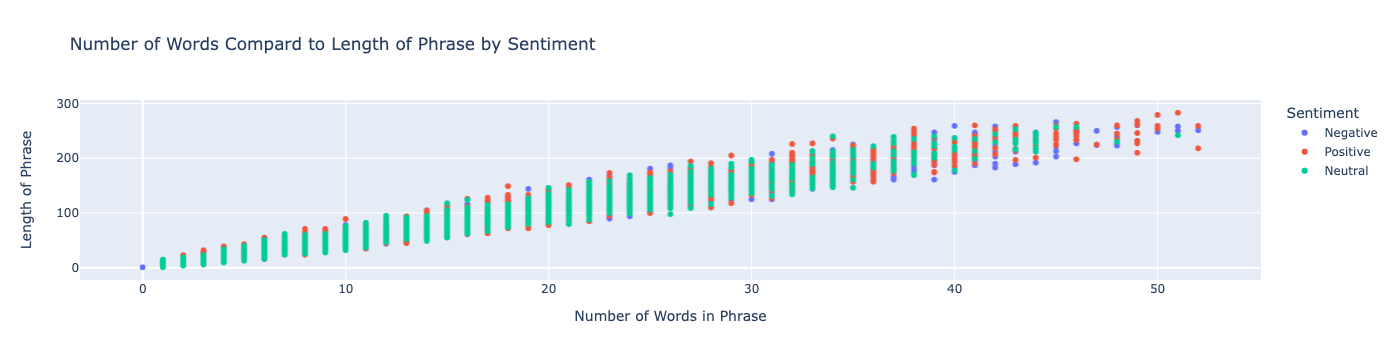 Number of Words Compard to Length of Phrase by Sentiment
Sentiment
Negative
Positive
Neutral
Length of Phrase
300
200
100
0
0 10 20 30 40 50
Number of Words in Phrase